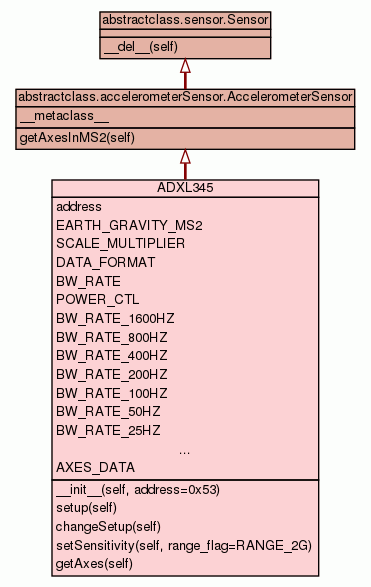 abstractclass.sensor.Sensor
__del__(self)
abstractclass.accelerometerSensor.AccelerometerSensor
__metaclass__
getAxesInMS2(self)
ADXL345
address
EARTH_GRAVITY_MS2
SCALE_MULTIPLIER
DATA_FORMAT
BW_RATE
POWER_CTL
BW_RATE_1600HZ
BW_RATE_800HZ
BW_RATE_400HZ
BW_RATE_200HZ
BW_RATE_100HZ
BW_RATE_50HZ
BW_RATE_25HZ
...
AXES_DATA
__init__(self, address=0x53)
setup(self)
changeSetup(self)
setSensitivity(self, range_flag=RANGE_2G)
getAxes(self)